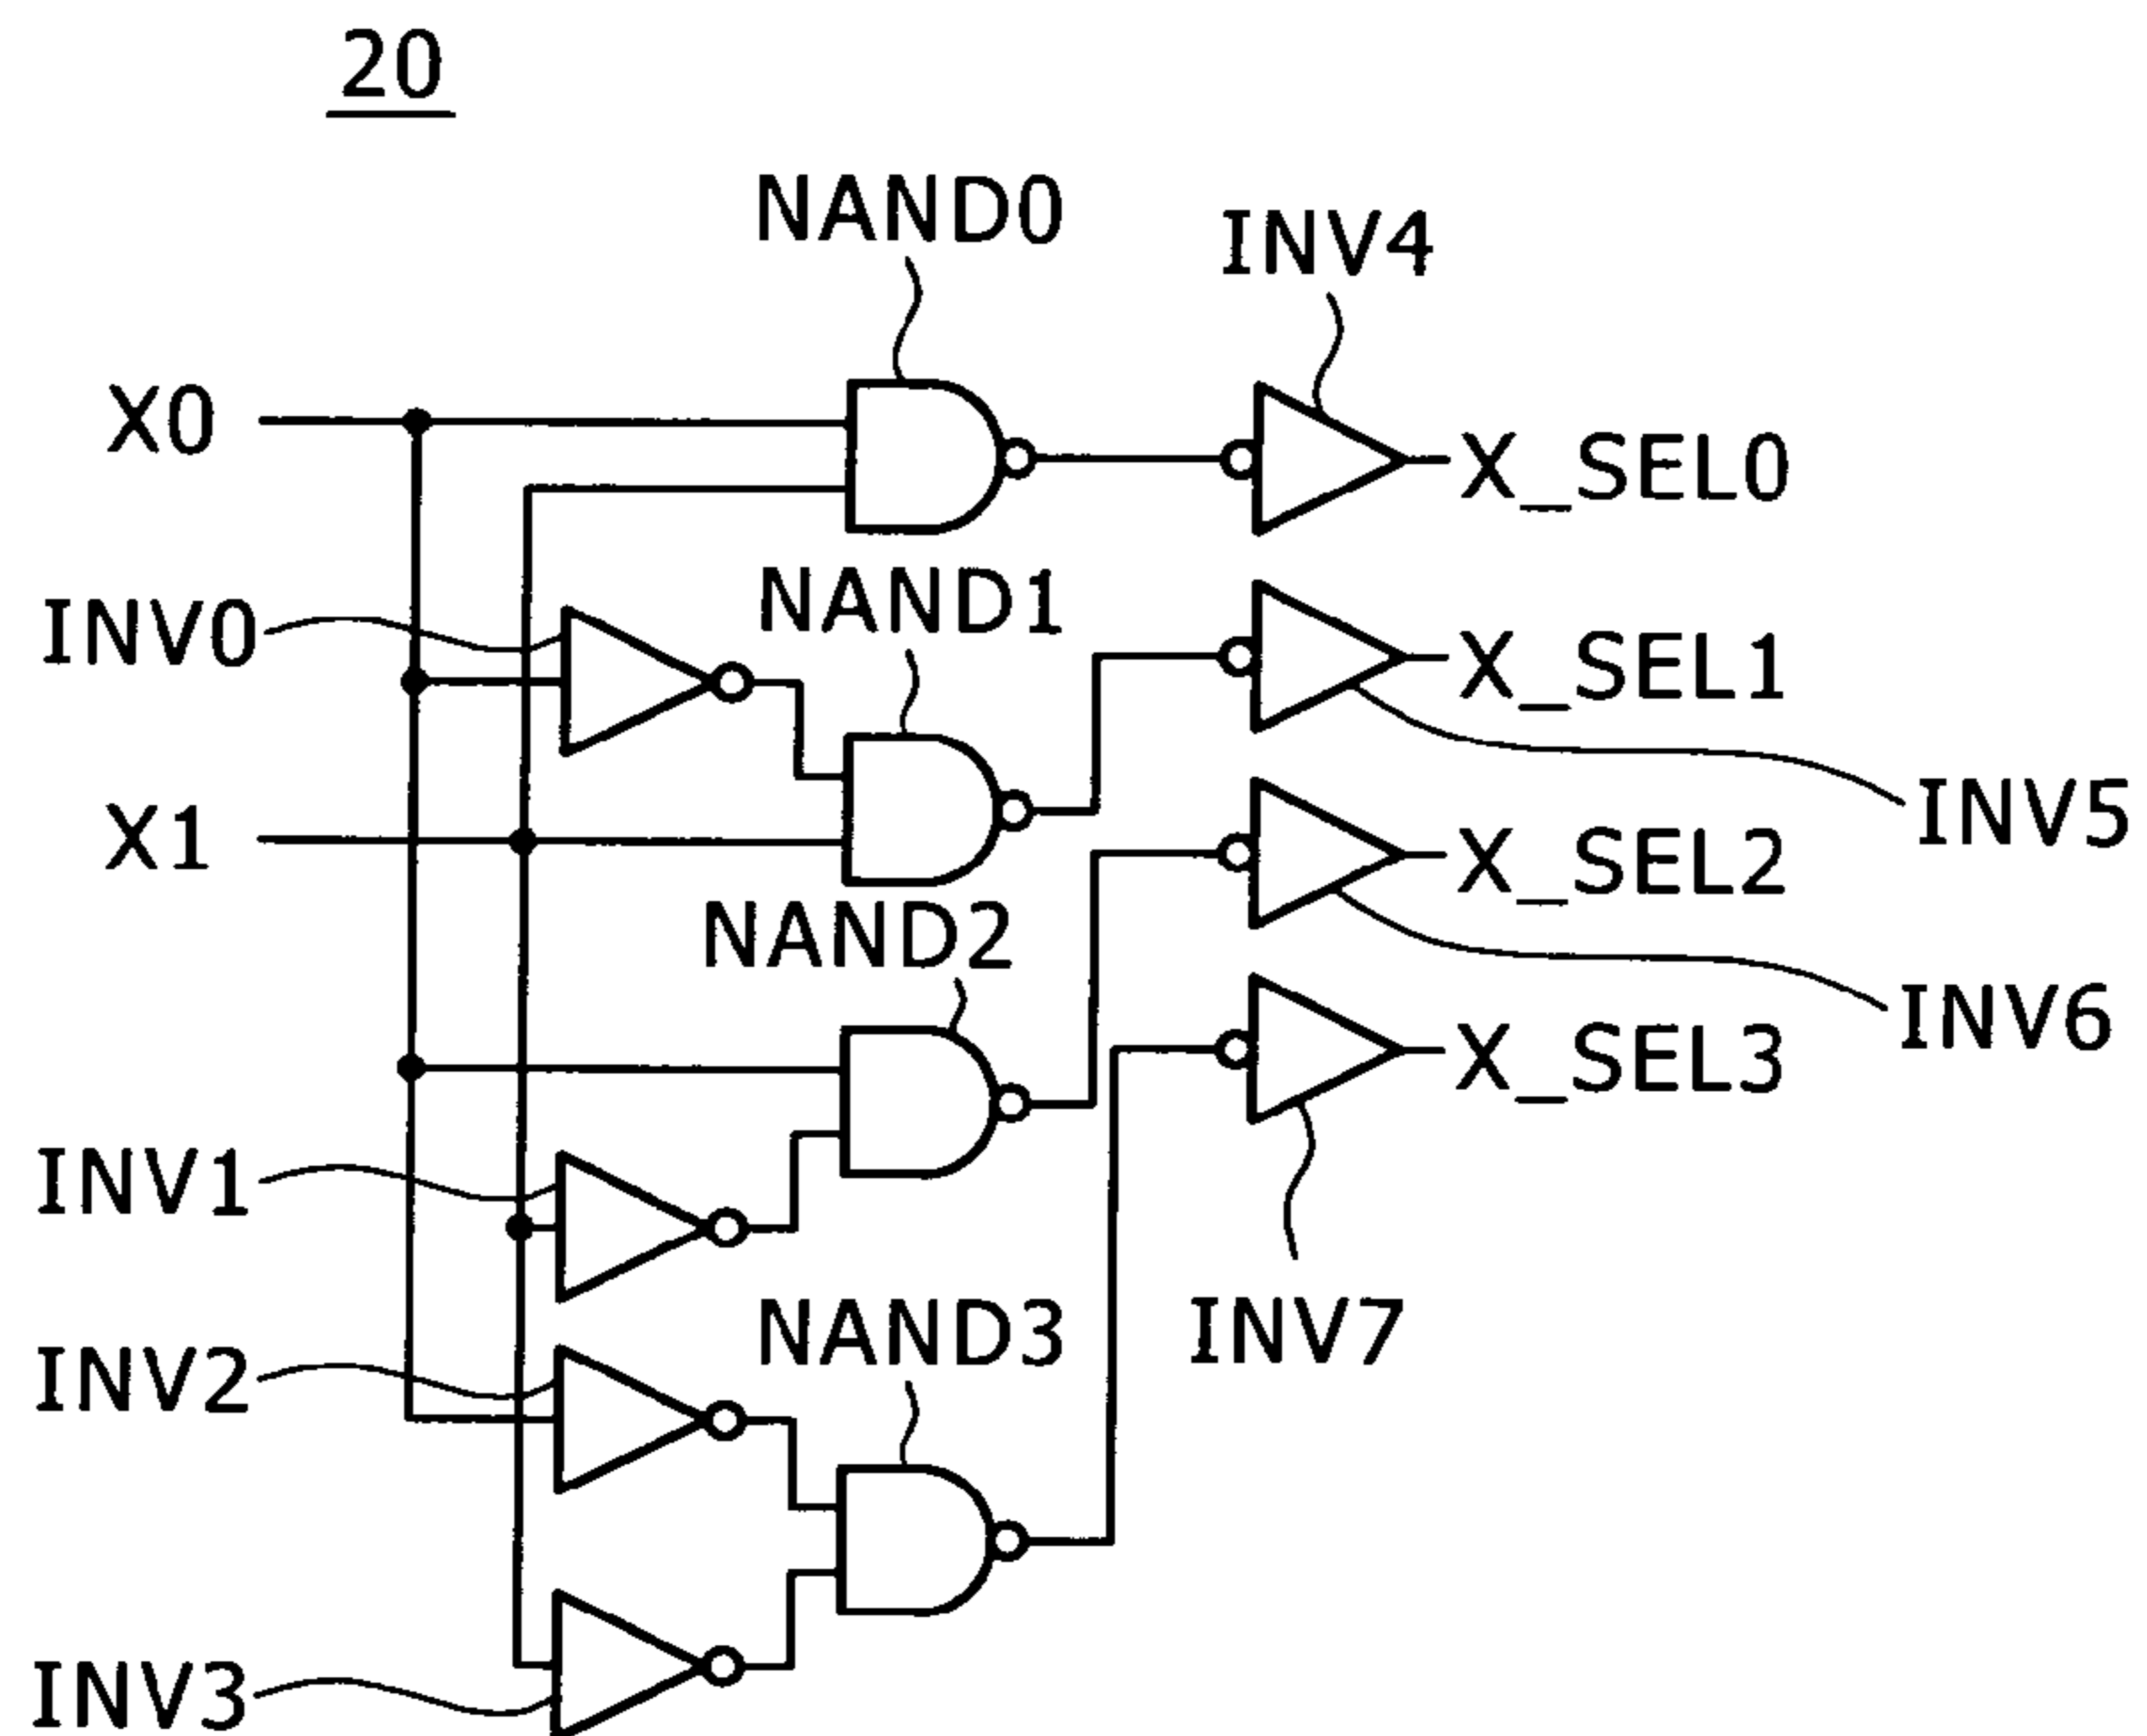 20
NAND0
INV4
X0
X_SEL0
NAND1
INV0
X_SEL1
X1
INV5
X_SEL2
NAND2
INV6
X_SEL3
INV1
NAND3
INV7
INV2
INV3